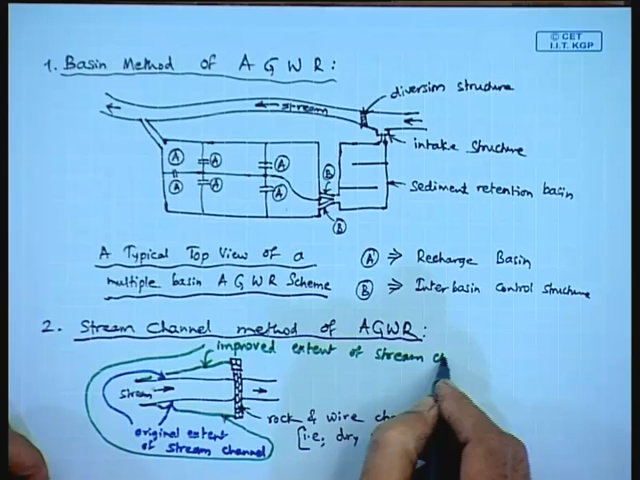 © CET
I.I.T. KGP
1. Basin Method of A G W R :
diversion structure
stream
intake structure
A A A
A A A B
B
sediment retention basin
A Typical Top View of a
multiple basin A G W R Scheme
A ⇒ Recharge Basin
B ⇒ Interbasin Control Structure
2. Stream Channel method of AGWR:
improved extent of stream
stream
rock & wire
[i.e; dry
original extent
of stream channel